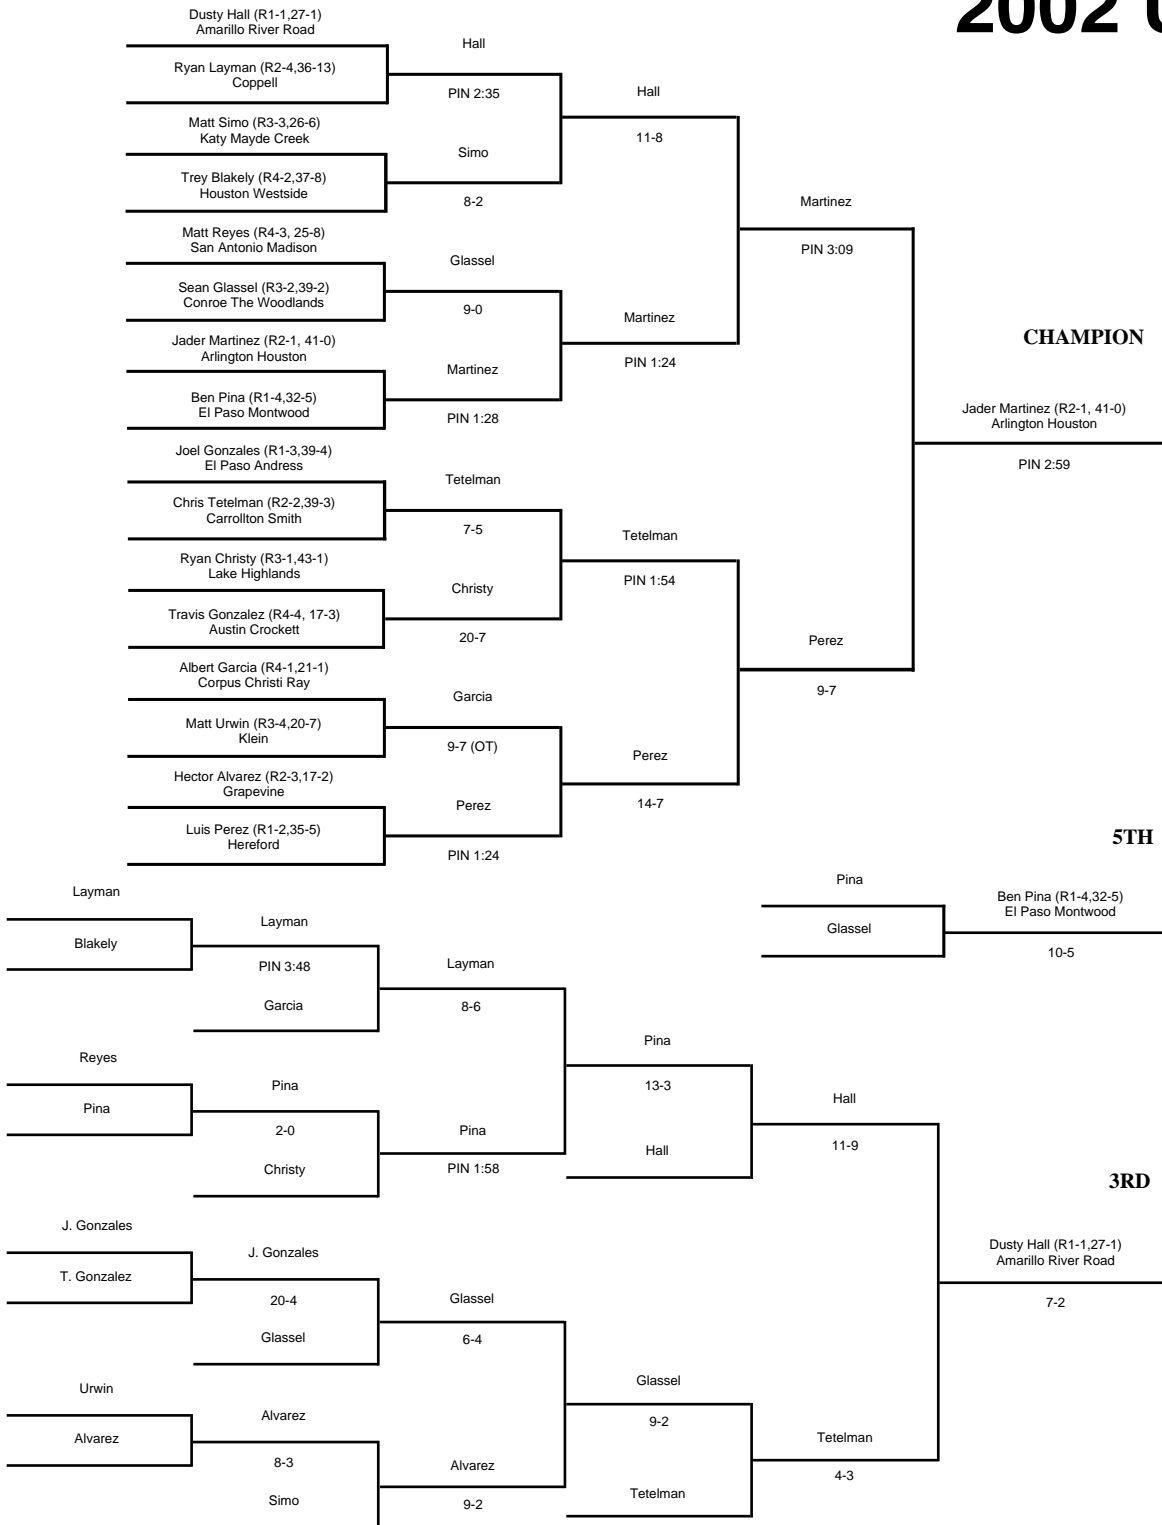 2002 U
Dusty Hall (R1-1,27-1)
Amarillo River Road
Hall
Ryan Layman (R2-4,36-13)
Coppell
PIN 2:35
Hall
Matt Simo (R3-3,26-6)
Katy Mayde Creek
11-8
Simo
Trey Blakely (R4-2,37-8)
Houston Westside
8-2
Martinez
Matt Reyes (R4-3, 25-8)
San Antonio Madison
PIN 3:09
Glassel
Sean Glassel (R3-2,39-2)
Conroe The Woodlands
9-0
Martinez
Jader Martinez (R2-1, 41-0)
Arlington Houston
CHAMPION
PIN 1:24
Martinez
Ben Pina (R1-4,32-5)
El Paso Montwood
PIN 1:28
Jader Martinez (R2-1, 41-0)
Arlington Houston
Joel Gonzales (R1-3,39-4)
El Paso Andress
PIN 2:59
Tetelman
Chris Tetelman (R2-2,39-3)
Carrollton Smith
7-5
Tetelman
Ryan Christy (R3-1,43-1)
Lake Highlands
PIN 1:54
Christy
Travis Gonzalez (R4-4, 17-3)
Austin Crockett
20-7
Perez
Albert Garcia (R4-1,21-1)
Corpus Christi Ray
9-7
Garcia
Matt Urwin (R3-4,20-7)
Klein
9-7 (OT)
Perez
Hector Alvarez (R2-3,17-2)
Grapevine
14-7
Perez
Luis Perez (R1-2,35-5)
Hereford
PIN 1:24
5TH
Layman
Pina
Ben Pina (R1-4,32-5)
El Paso Montwood
Layman
Glassel
Blakely
10-5
PIN 3:48
Layman
Garcia
8-6
Reyes
Pina
Pina
13-3
Pina
Hall
2-0
Pina
Hall
11-9
Christy
PIN 1:58
3RD
J. Gonzales
J. Gonzales
Dusty Hall (R1-1,27-1)
Amarillo River Road
T. Gonzalez
20-4
Glassel
7-2
Glassel
6-4
Urwin
Glassel
Alvarez
9-2
Alvarez
Tetelman
8-3
Alvarez
4-3
Simo
9-2
Tetelman